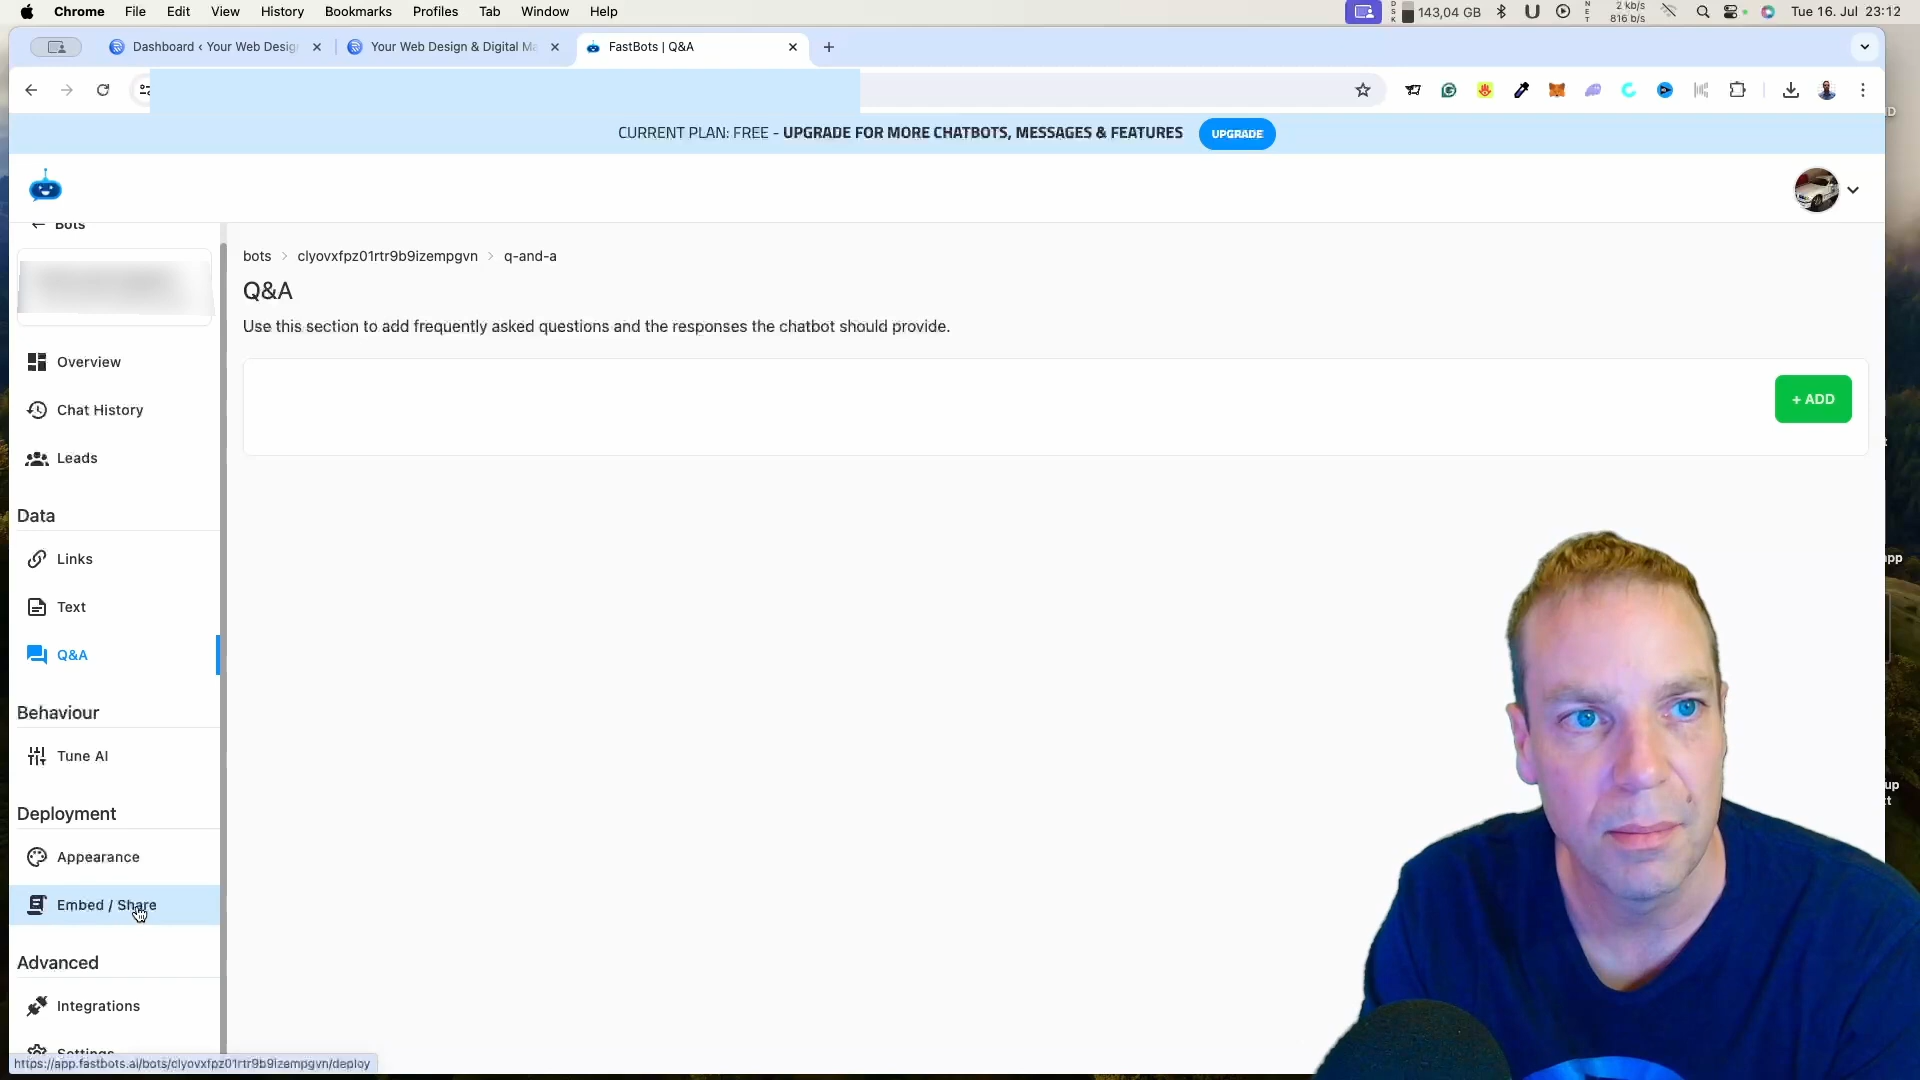 Chrome File Edit View History Bookmarks Profiles Tab Window Help
143,04 GB
2 kb/s
816 b/s
Tue 16. Jul 23:12
Dashboard ‹ Your Web Desig
Your Web Design & Digital Ma
FastBots | Q&A
CURRENT PLAN: FREE - UPGRADE FOR MORE CHATBOTS, MESSAGES & FEATURES
UPGRADE
Bots
bots > clyovxfpz01rtr9b9izempgvn > q-and-a
Q&A
Use this section to add frequently asked questions and the responses the chatbot should provide.
+ ADD
Overview
Chat History
Leads
Data
Links
Text
Q&A
Behaviour
Tune AI
Deployment
Appearance
Embed / Share
Advanced
Integrations
Settings
https://app.fastbots.ai/bots/clyovxfpz01rtr9b9izempgvn/deploy